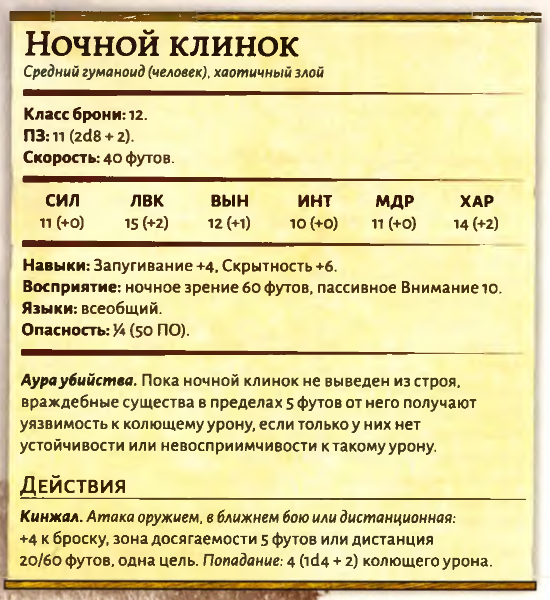 Ночной клинок
Средний гуманоид (человек), хаотичный злой
Класс брони: 12.
ПЗ: 11 (2d8 + 2).
Скорость: 40 футов.
СИЛ ЛВК ВЫН ИНТ МДР ХАР
11 (+0) 15 (+2) 12 (+1) 10 (+0) 11 (+0) 14 (+2)
Навыки: Запугивание +4, Скрытность +6.
Восприятие: ночное зрение 60 футов, пассивное Внимание 10.
Языки: всеобщий.
Опасность: ¼ (50 ПО).
Аура убийства. Пока ночной клинок не выведен из строя,
враждебные существа в пределах 5 футов от него получают
уязвимость к колющему урону, если только у них нет
устойчивости или невосприимчивости к такому урону.
Действия
Кинжал. Атака оружием, в ближнем бою или дистанционная:
+4 к броску, зона досягаемости 5 футов или дистанция
20/60 футов, одна цель. Попадание: 4 (1d4 + 2) колющего урона.